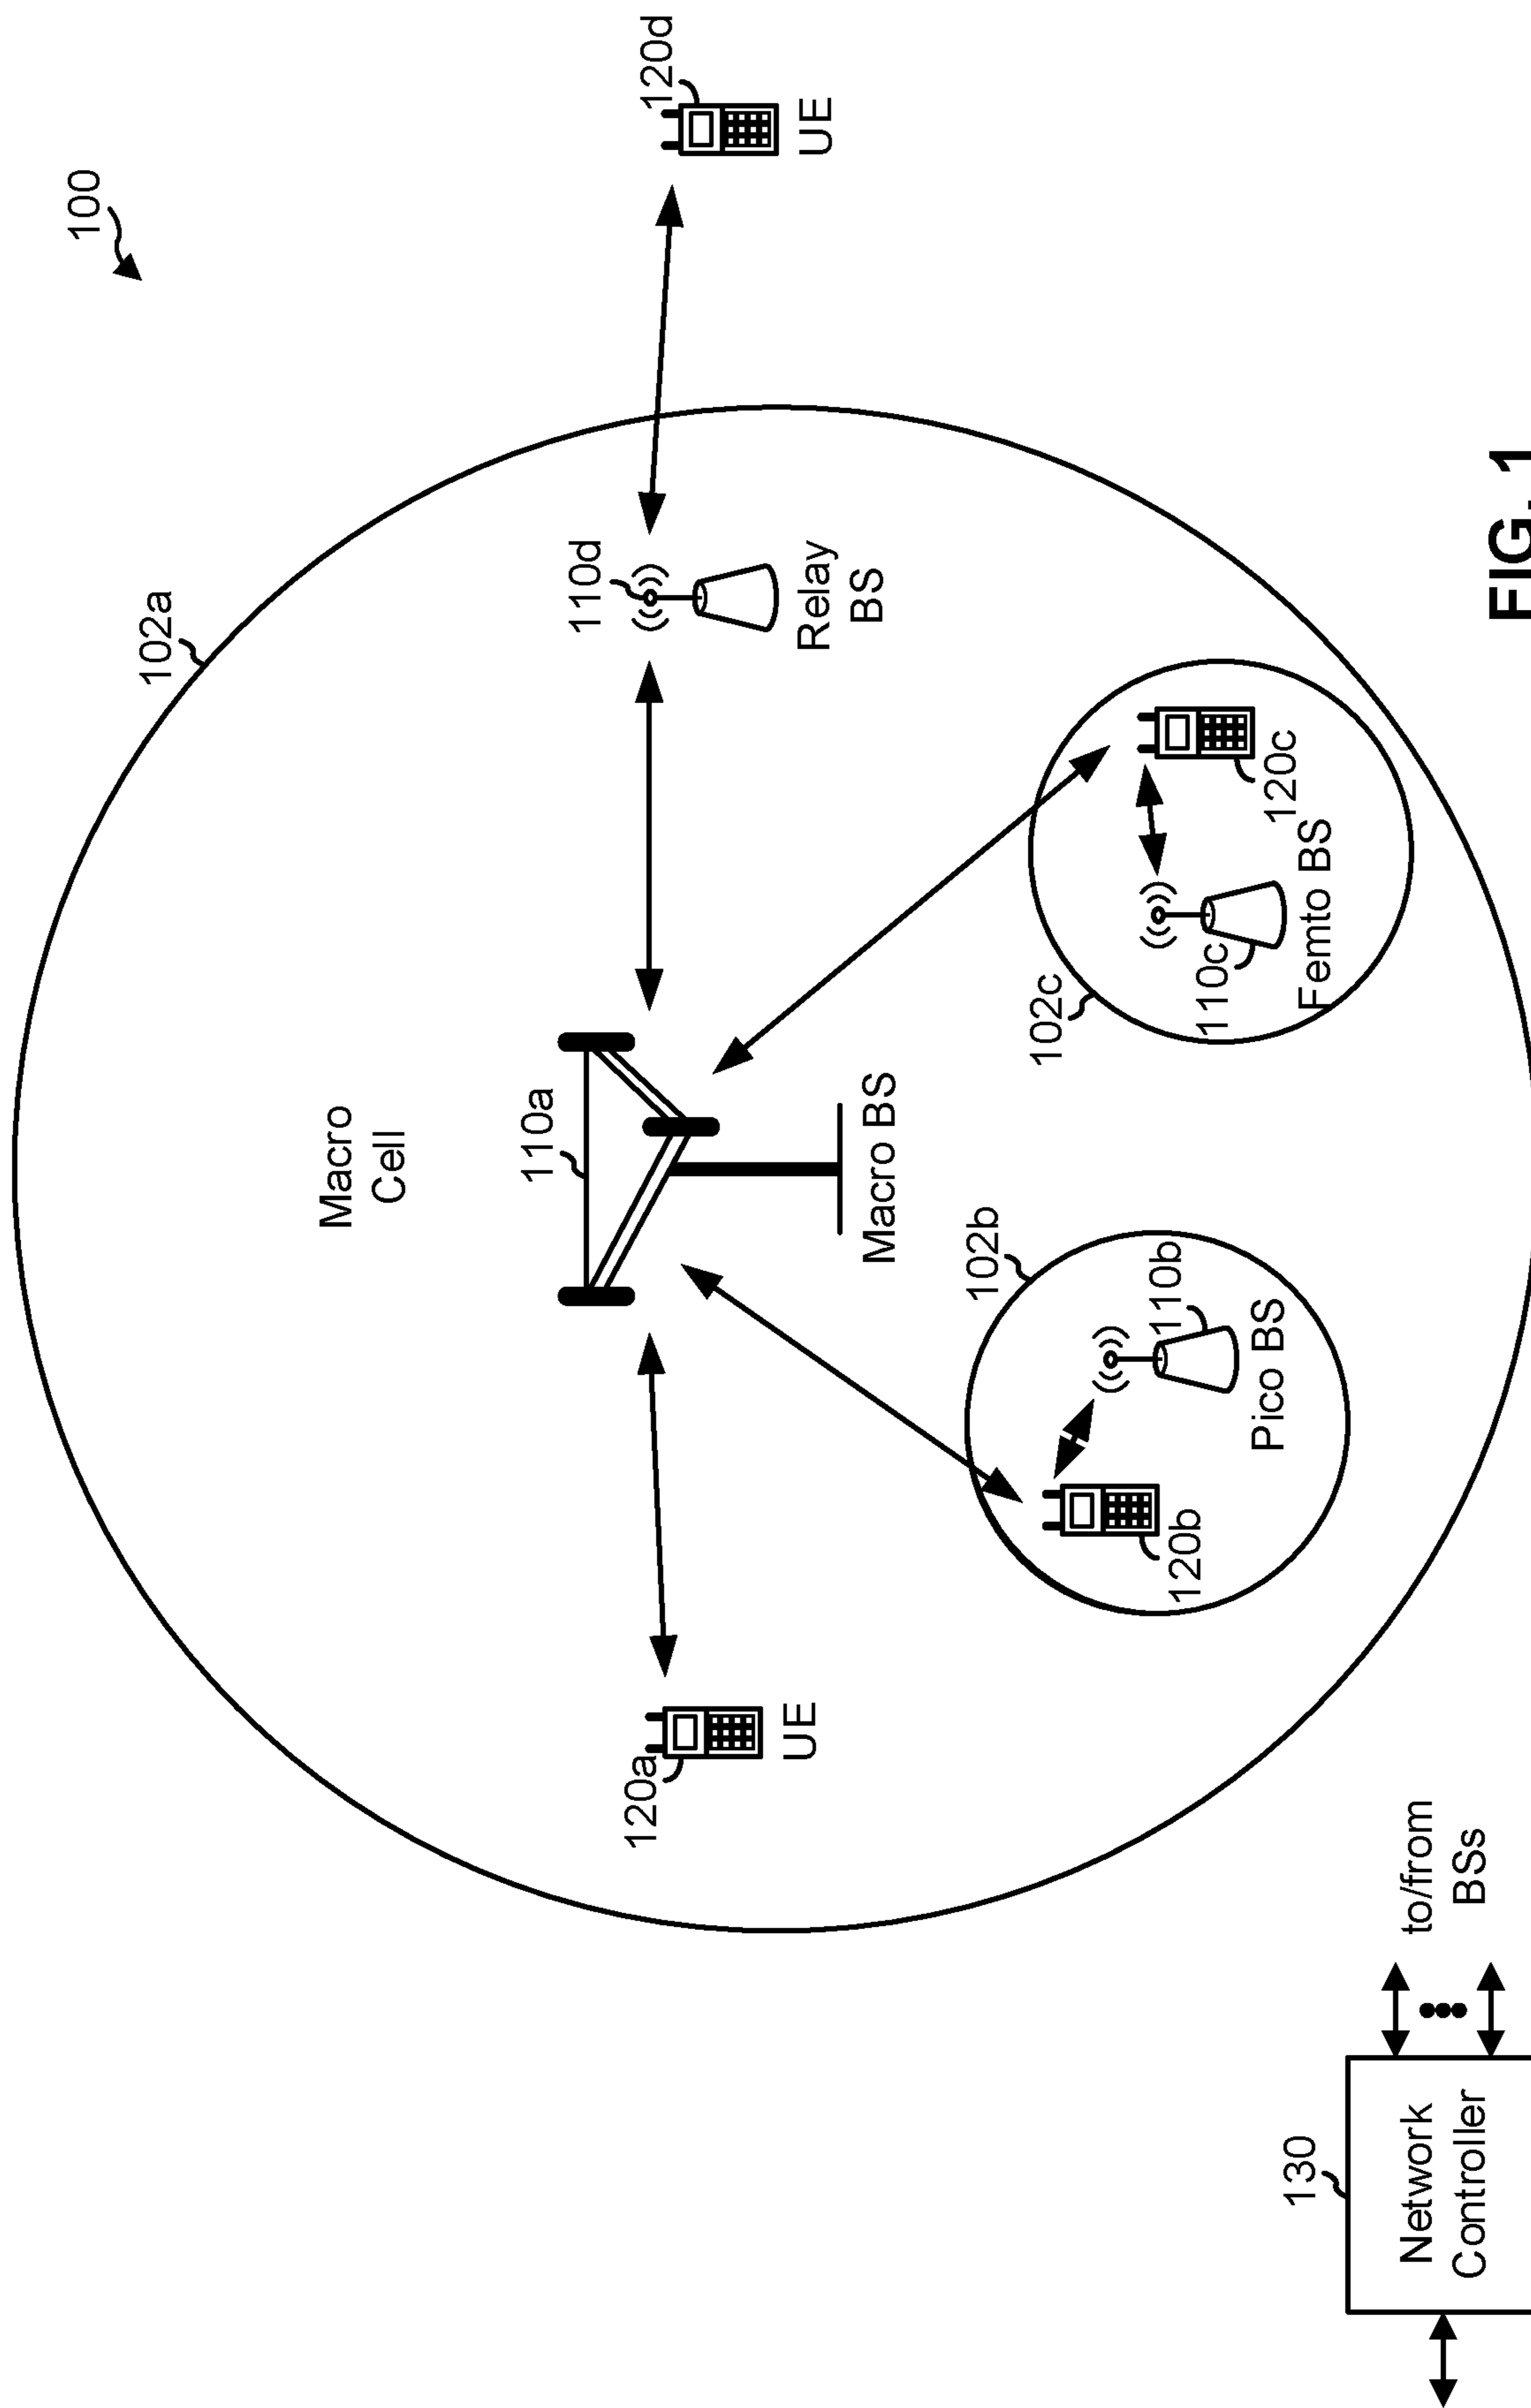 100
102a
Macro
Cell
110a
110d
120a
120d
UE
Relay
BS
UE
Macro BS
102b
102c
120b
110b
Pico BS
110c
120c
Femto BS
130
Network
Controller
to/from
BSs
FIG. 1